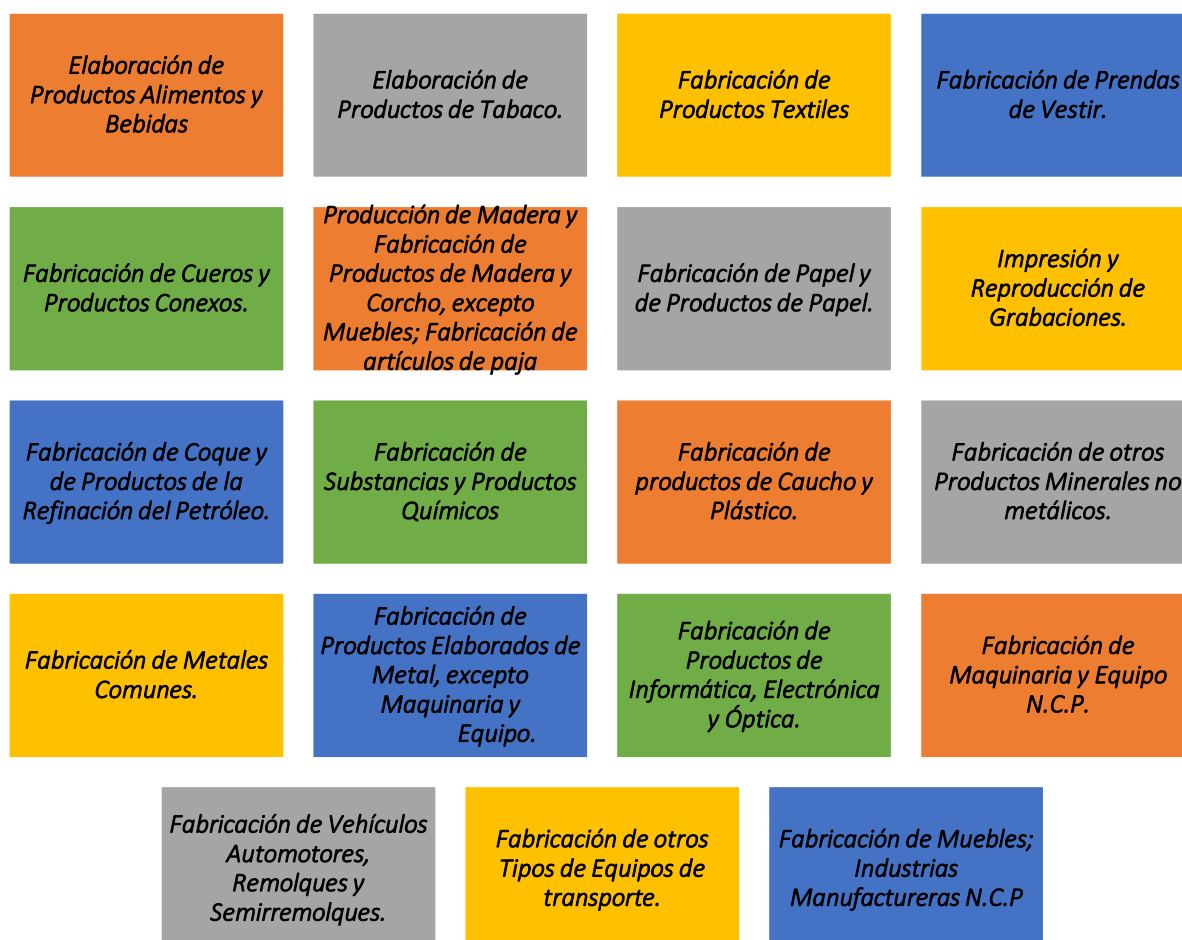 Elaboración de
Productos Alimentos y
Bebidas
Elaboración de
Productos de Tabaco.
Fabricación de
Productos Textiles
Fabricación de Prendas
de Vestir.
Fabricación de Cueros y
Productos Conexos.
Producción de Madera y
Fabricación de
Productos de Madera y
Corcho, excepto
Muebles; Fabricación de
artículos de paja
Fabricación de Papel y
de Productos de Papel.
Impresión y
Reproducción de
Grabaciones.
Fabricación de Coque y
de Productos de la
Refinación del Petróleo.
Fabricación de
Substancias y Productos
Químicos
Fabricación de
productos de Caucho y
Plástico.
Fabricación de otros
Productos Minerales no
metálicos.
Fabricación de Metales
Comunes.
Fabricación de
Productos Elaborados de
Metal, excepto
Maquinaria y
Equipo.
Fabricación de
Productos de
Informática, Electrónica
y Óptica.
Fabricación de
Maquinaria y Equipo
N.C.P.
Fabricación de Vehículos
Automotores,
Remolques y
Semirremolques.
Fabricación de otros
Tipos de Equipos de
transporte.
Fabricación de Muebles;
Industrias
Manufactureras N.C.P